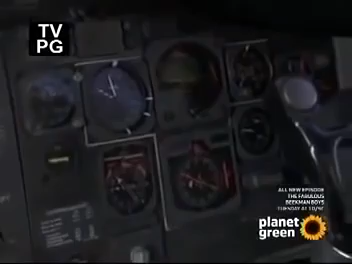 TV
PG
ALL NEW EPISODE
THE FABULOUS
BEEKMAN BOYS
TUESDAY AT 10/9C
planet
green